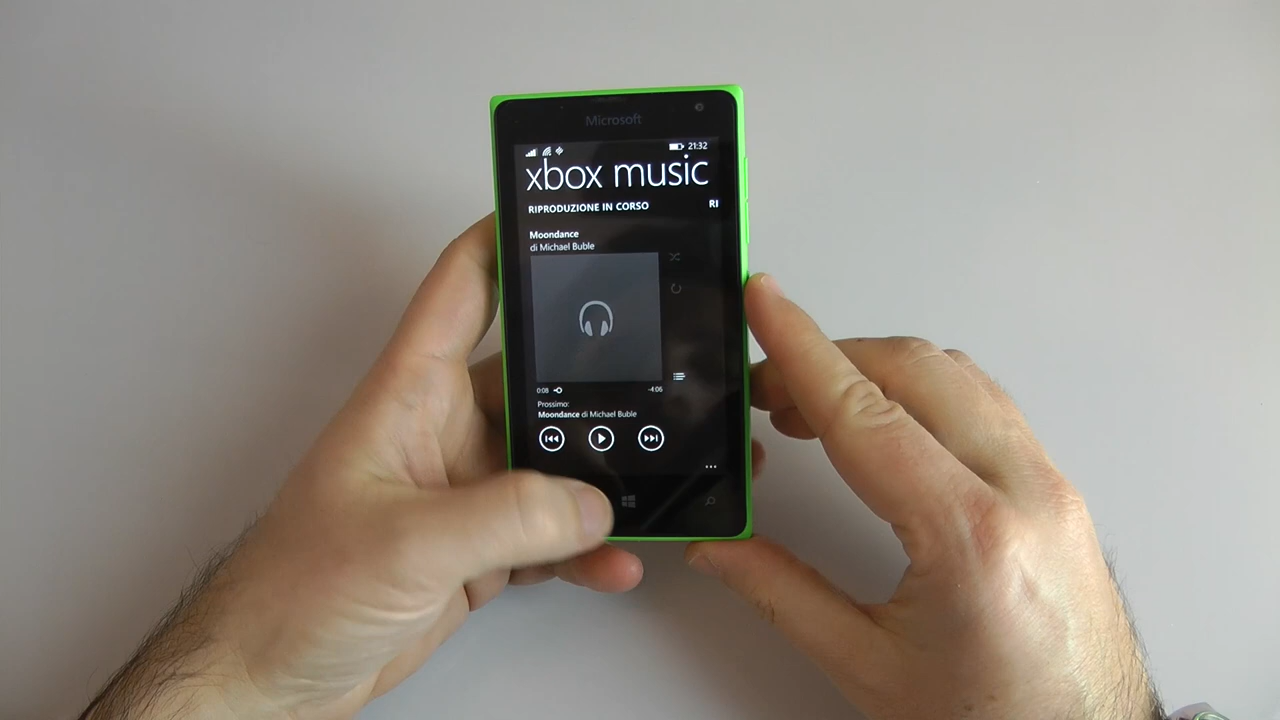 Microsoft
21:32
xbox music
RIPRODUZIONE IN CORSO RI
Moondance
di Michael Buble
0:08 -4:06
Prossimo:
Moondance di Michael Buble